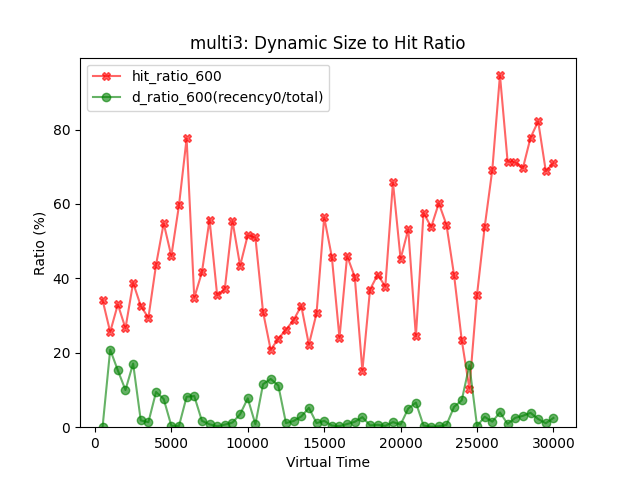 multi3: Dynamic Size to Hit Ratio
hit_ratio_600
d_ratio_600(recency0/total)
Ratio (%)
80
60
40
20
0
0 5000 10000 15000 20000 25000 30000
Virtual Time